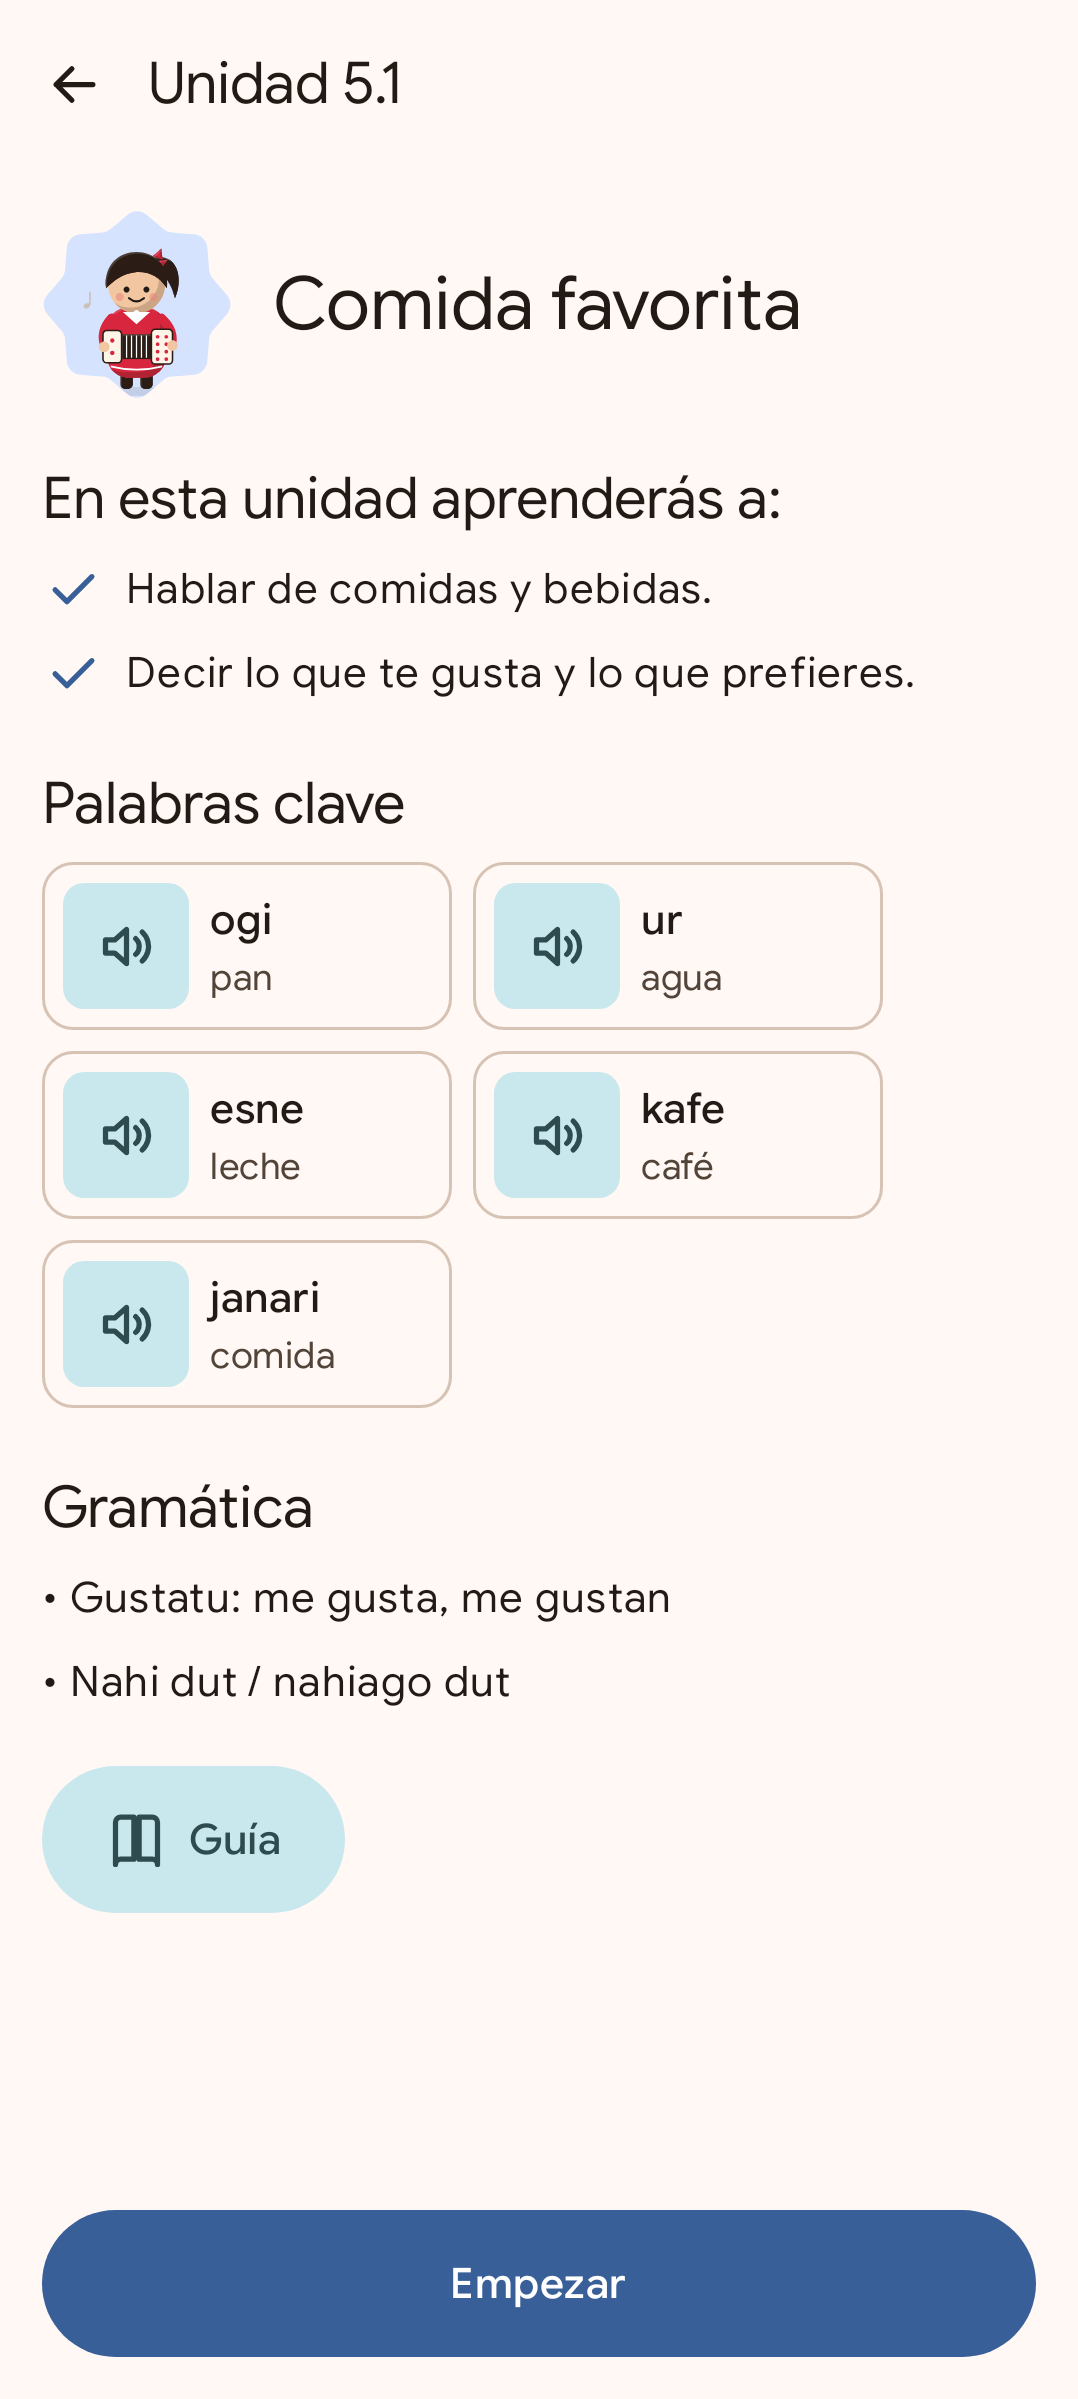 Unidad 5.1
Comida favorita
En esta unidad aprenderás a:
Hablar de comidas y bebidas.
Decir lo que te gusta y lo que prefieres.
Palabras clave
ogi
pan
ur
agua
esne
leche
kafe
café
janari
comida
Gramática
• Gustatu: me gusta, me gustan
• Nahi dut / nahiago dut
Guía
Empezar